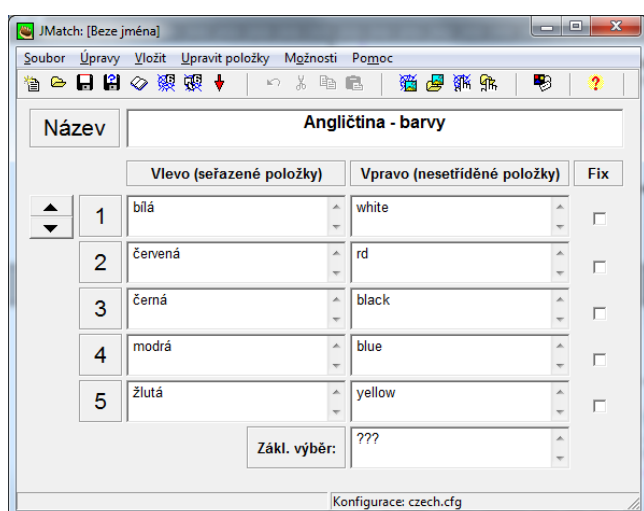 JMatch: [Beze jména]
Soubor Úpravy Vložit Upravit položky Možnosti Pomoc
Název Angličtina - barvy
Vlevo (seřazené položky) Vpravo (nesetříděné položky) Fix
1 bílá white
2 červená rd
3 černá black
4 modrá blue
5 žlutá yellow
Zákl. výběr: ???
Konfigurace: czech.cfg